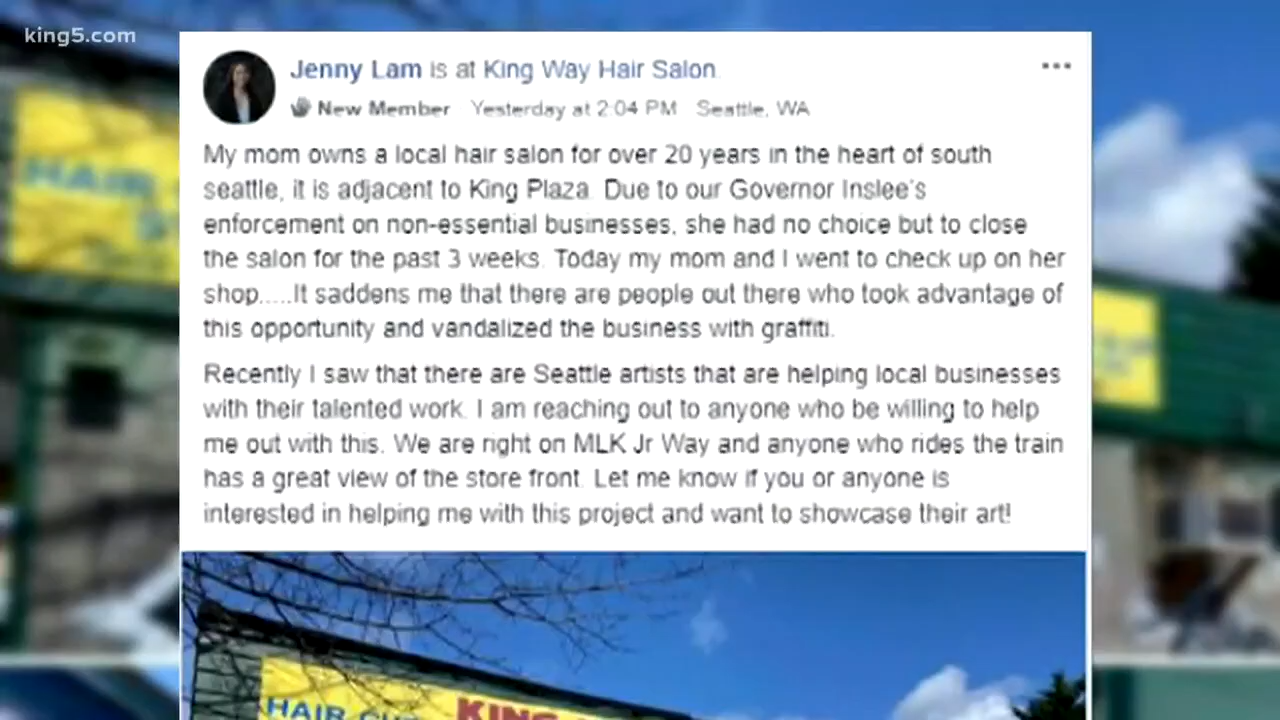 king5.com
Jenny Lam is at King Way Hair Salon.
New Member Yesterday at 2:04 PM Seattle, WA
My mom owns a local hair salon for over 20 years in the heart of south
seattle, it is adjacent to King Plaza. Due to our Governor Inslee's
enforcement on non-essential businesses, she had no choice but to close
the salon for the past 3 weeks. Today my mom and I went to check up on her
shop.....It saddens me that there are people out there who took advantage of
this opportunity and vandalized the business with graffiti.
Recently I saw that there are Seattle artists that are helping local businesses
with their talented work. I am reaching out to anyone who be willing to help
me out with this. We are right on MLK Jr Way and anyone who rides the train
has a great view of the store front. Let me know if you or anyone is
interested in helping me with this project and want to showcase their art!
HAIR
KING
HAIR